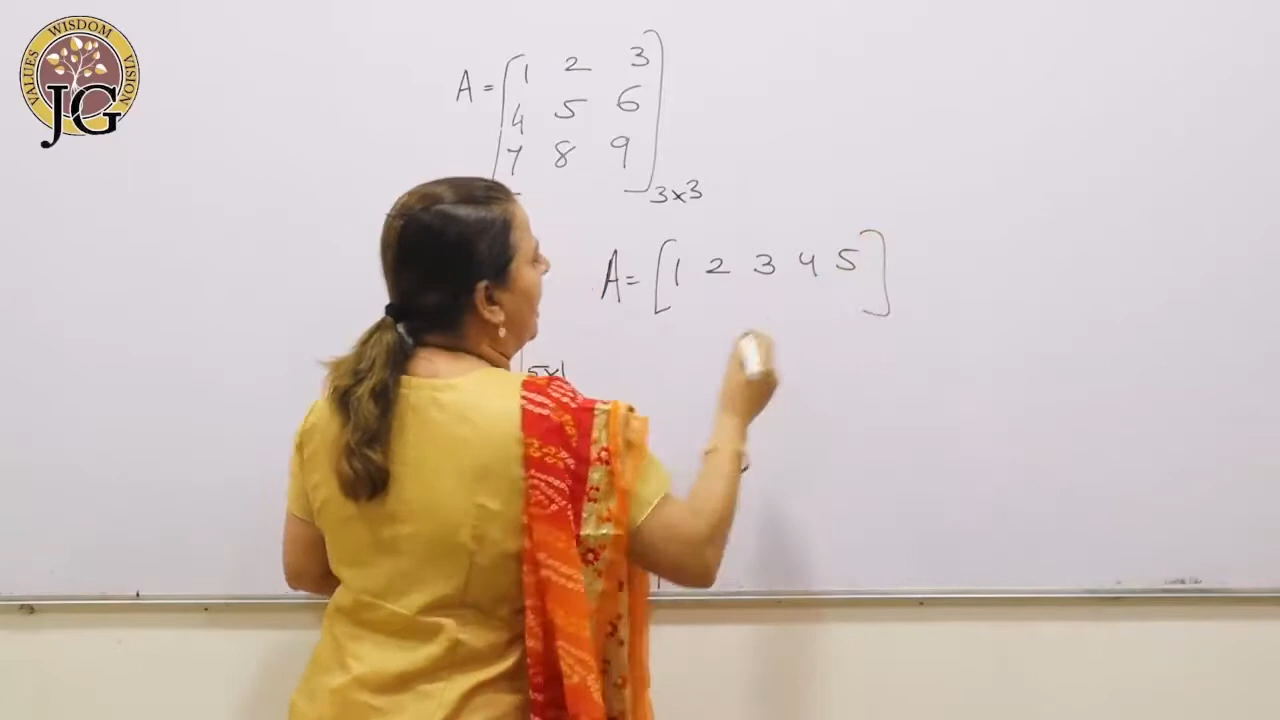 VALUES WISDOM VISION
JG
A = [1 2 3
4 5 6
7 8 9] 3x3
A = [1 2 3 4 5]
5x1